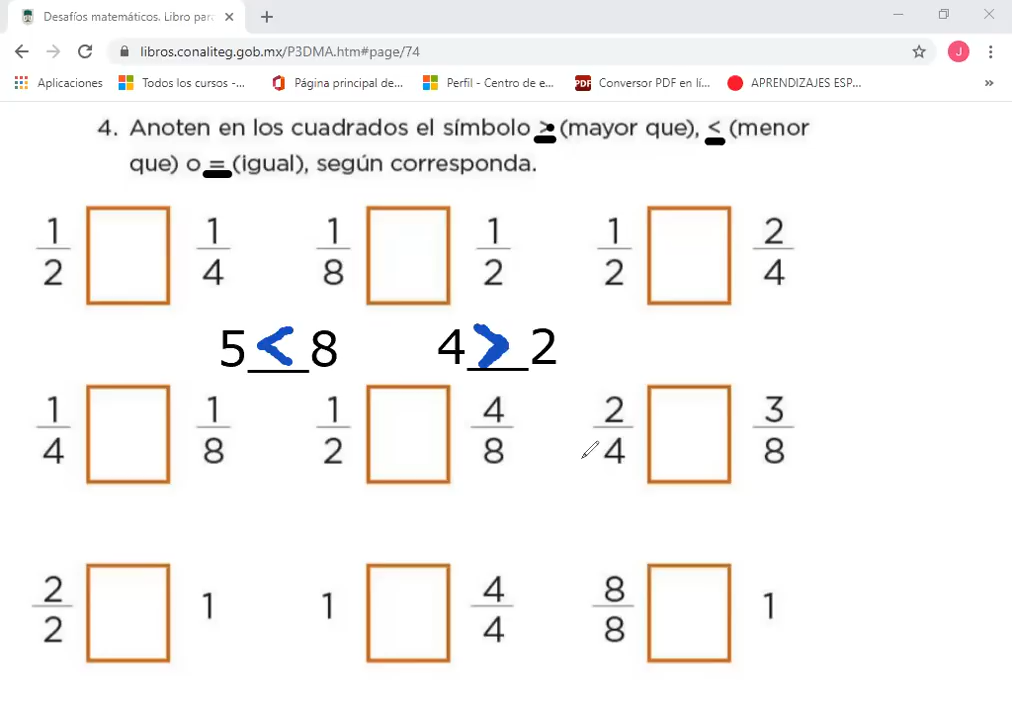 Desafíos matemáticos. Libro par
libros.conaliteg.gob.mx/P3DMA.htm#page/74
J
Aplicaciones Todos los cursos -... Página principal de... Perfil - Centro de e... PDF Conversor PDF en lí... APRENDIZAJES ESP... »
4. Anoten en los cuadrados el símbolo > (mayor que), < (menor
que) o = (igual), según corresponda.
1/2 1/4 1/8 1/2 1/2 2/4
5 < 8 4 > 2
1/4 1/8 1/2 4/8 2/4 3/8
2/2 1 1 4/4 8/8 1